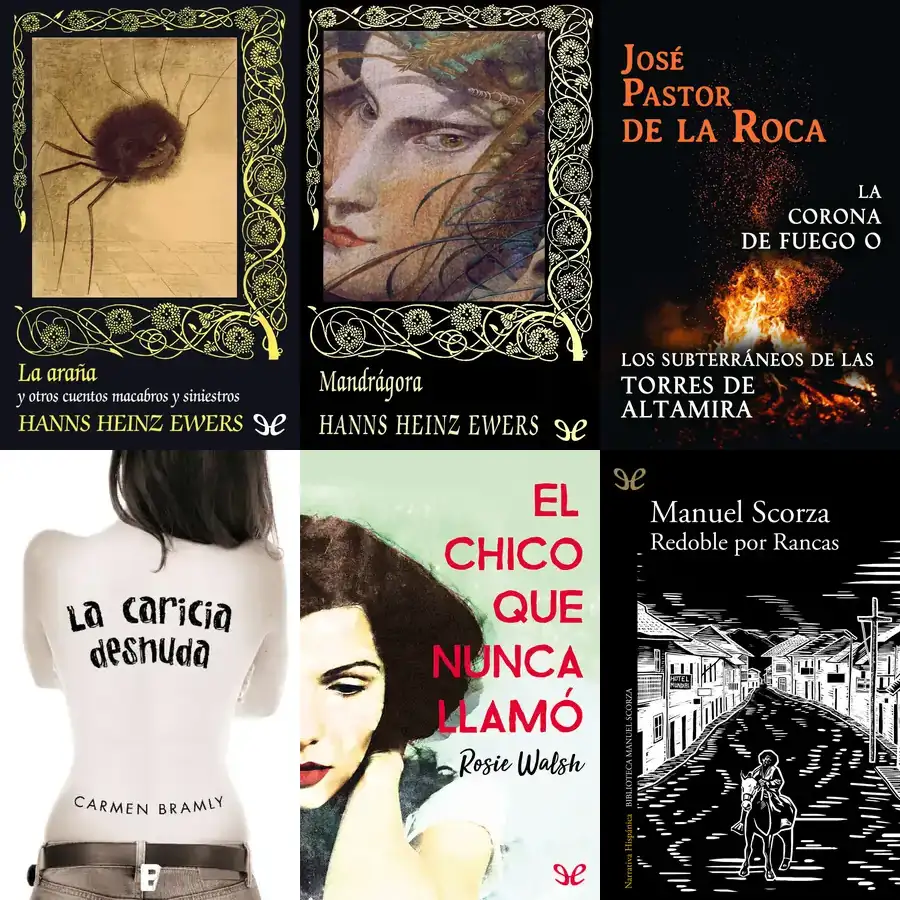 La araña
y otros cuentos macabros y siniestros
HANNS HEINZ EWERS
Mandrágora
HANNS HEINZ EWERS
JOSÉ
PASTOR
DE LA ROCA
LA
CORONA
DE FUEGO O
LOS SUBTERRÁNEOS DE LAS
TORRES DE
ALTAMIRA
La caricia
desnuda
CARMEN BRAMLY
B
EL
CHICO
QUE
NUNCA
LLAMÓ
Rosie Walsh
Manuel Scorza
Redoble por Rancas
HOTEL
MUNDIAL
Narrativa Hispánica
BIBLIOTECA MANUEL SCORZA